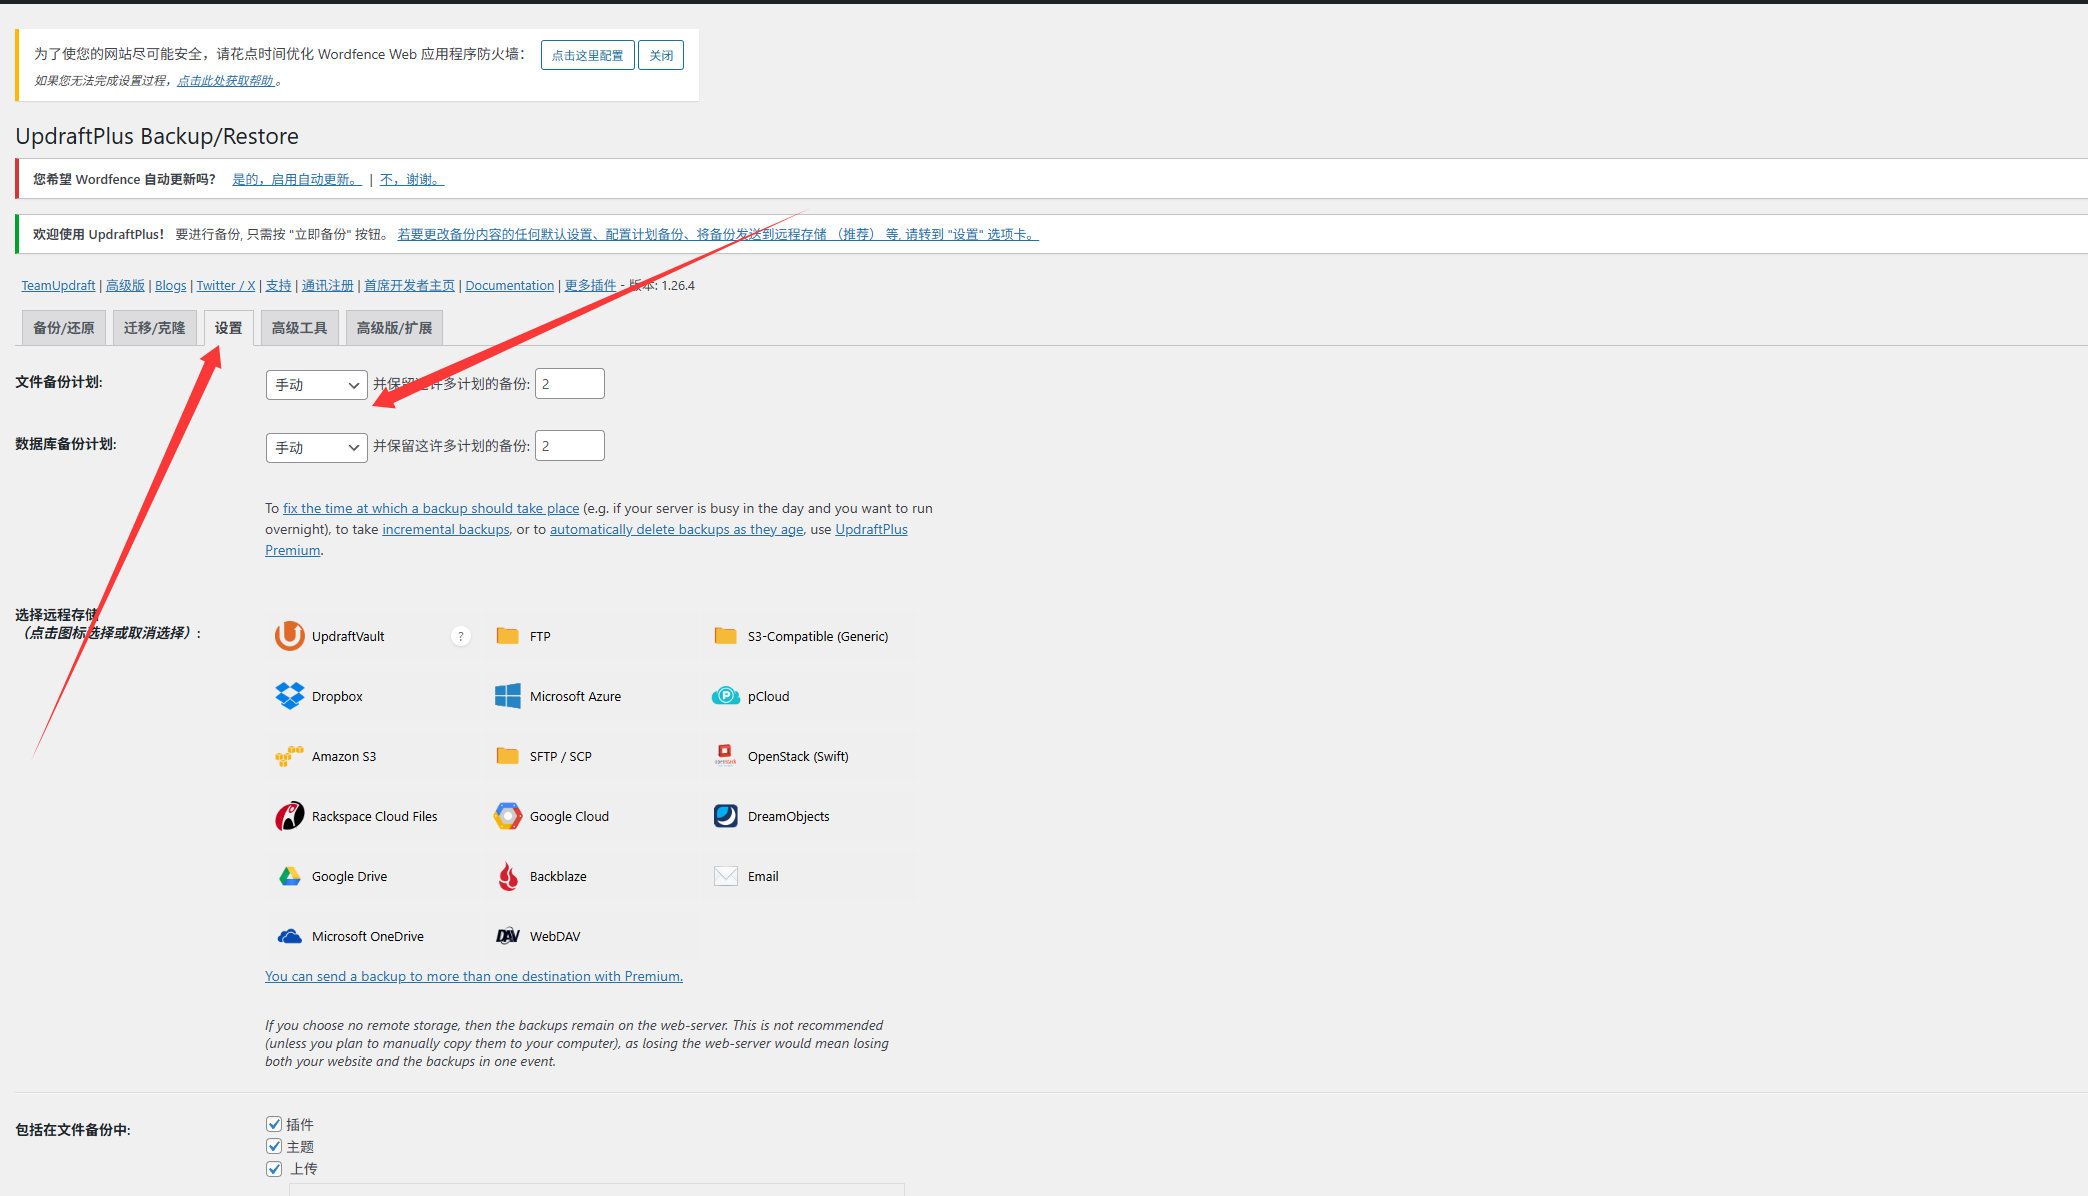 为了使您的网站尽可能安全，请花点时间优化 Wordfence Web 应用程序防火墙： 点击这里配置 关闭
如果您无法完成设置过程，点击此处获取帮助 。
UpdraftPlus Backup/Restore
您希望 Wordfence 自动更新吗？ 是的，启用自动更新。 | 不，谢谢。
欢迎使用 UpdraftPlus！ 要进行备份, 只需按 "立即备份" 按钮。 若要更改备份内容的任何默认设置、配置计划备份、将备份发送到远程存储 （推荐） 等, 请转到 "设置" 选项卡。
TeamUpdraft | 高级版 | Blogs | Twitter / X | 支持 | 通讯注册 | 首席开发者主页 | Documentation | 更多插件 - 版本: 1.26.4
备份/还原 迁移/克隆 设置 高级工具 高级版/扩展
文件备份计划: 手动 并保留这许多计划的备份: 2
数据库备份计划: 手动 并保留这许多计划的备份: 2
To fix the time at which a backup should take place (e.g. if your server is busy in the day and you want to run
overnight), to take incremental backups, or to automatically delete backups as they age, use UpdraftPlus
Premium.
选择远程存储
（点击图标选择或取消选择）:
UpdraftVault ? FTP S3-Compatible (Generic)
Dropbox Microsoft Azure pCloud
Amazon S3 SFTP / SCP OpenStack (Swift)
Rackspace Cloud Files Google Cloud DreamObjects
Google Drive Backblaze Email
Microsoft OneDrive DAV WebDAV
You can send a backup to more than one destination with Premium.
If you choose no remote storage, then the backups remain on the web-server. This is not recommended
(unless you plan to manually copy them to your computer), as losing the web-server would mean losing
both your website and the backups in one event.
包括在文件备份中: 插件
主题
上传